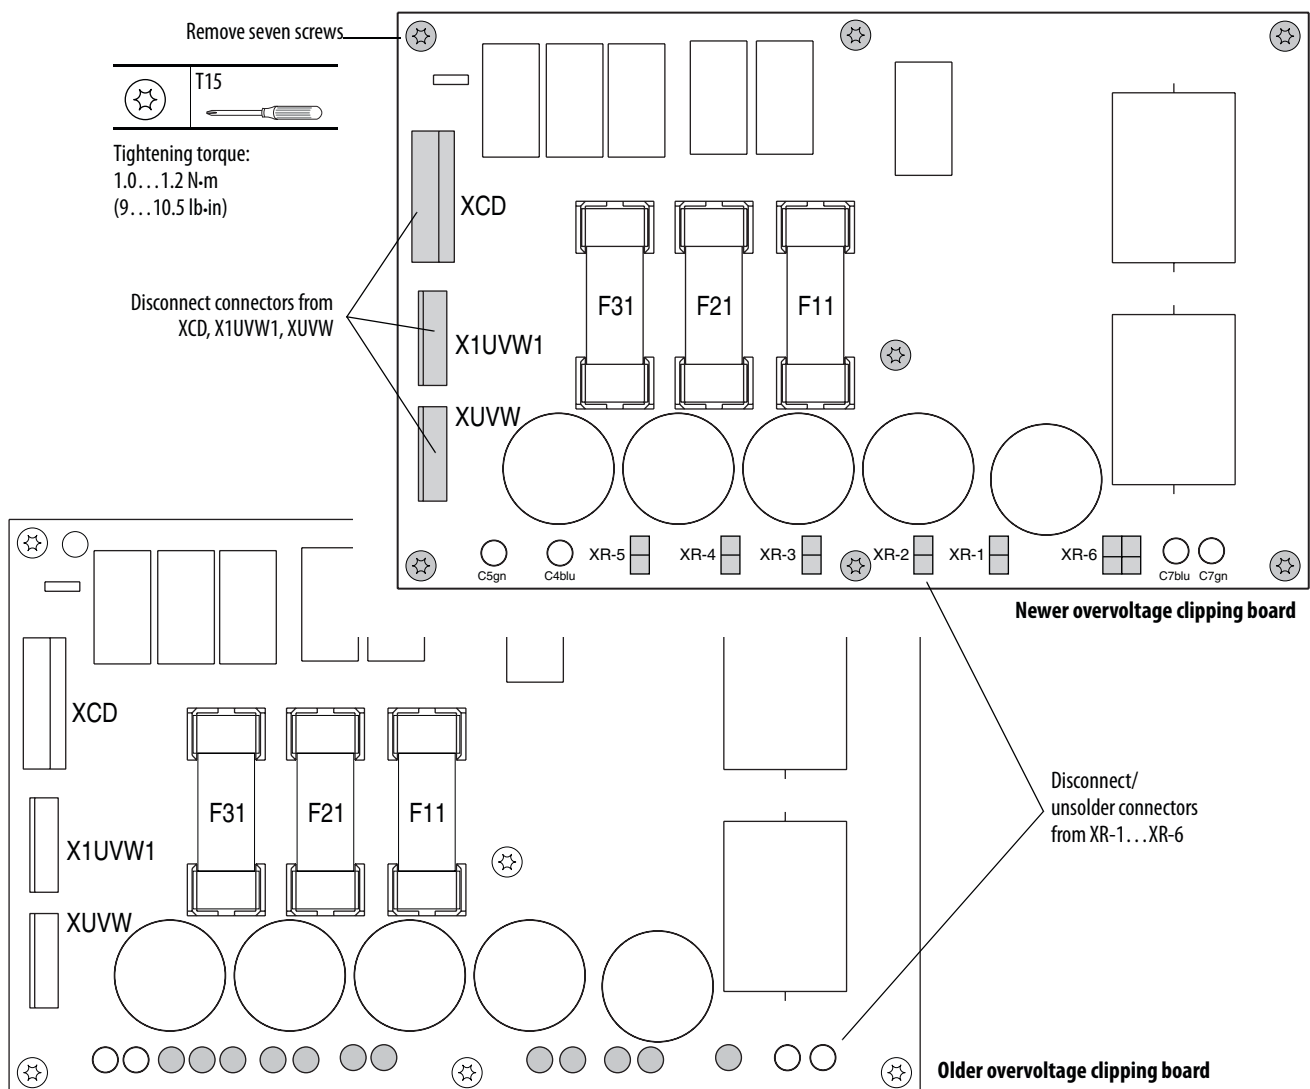 Remove seven screws
T15
Tightening torque:
1.0...1.2 N•m
(9...10.5 lb•in)
XCD
F31
F21
F11
Disconnect connectors from
XCD, X1UVW1, XUVW
X1UVW1
XUVW
C5gn
C4blu
XR-5
XR-4
XR-3
XR-2
XR-1
XR-6
C7blu
C7gn
Newer overvoltage clipping board
XCD
F31
F21
F11
X1UVW1
XUVW
Disconnect/
unsolder connectors
from XR-1...XR-6
Older overvoltage clipping board